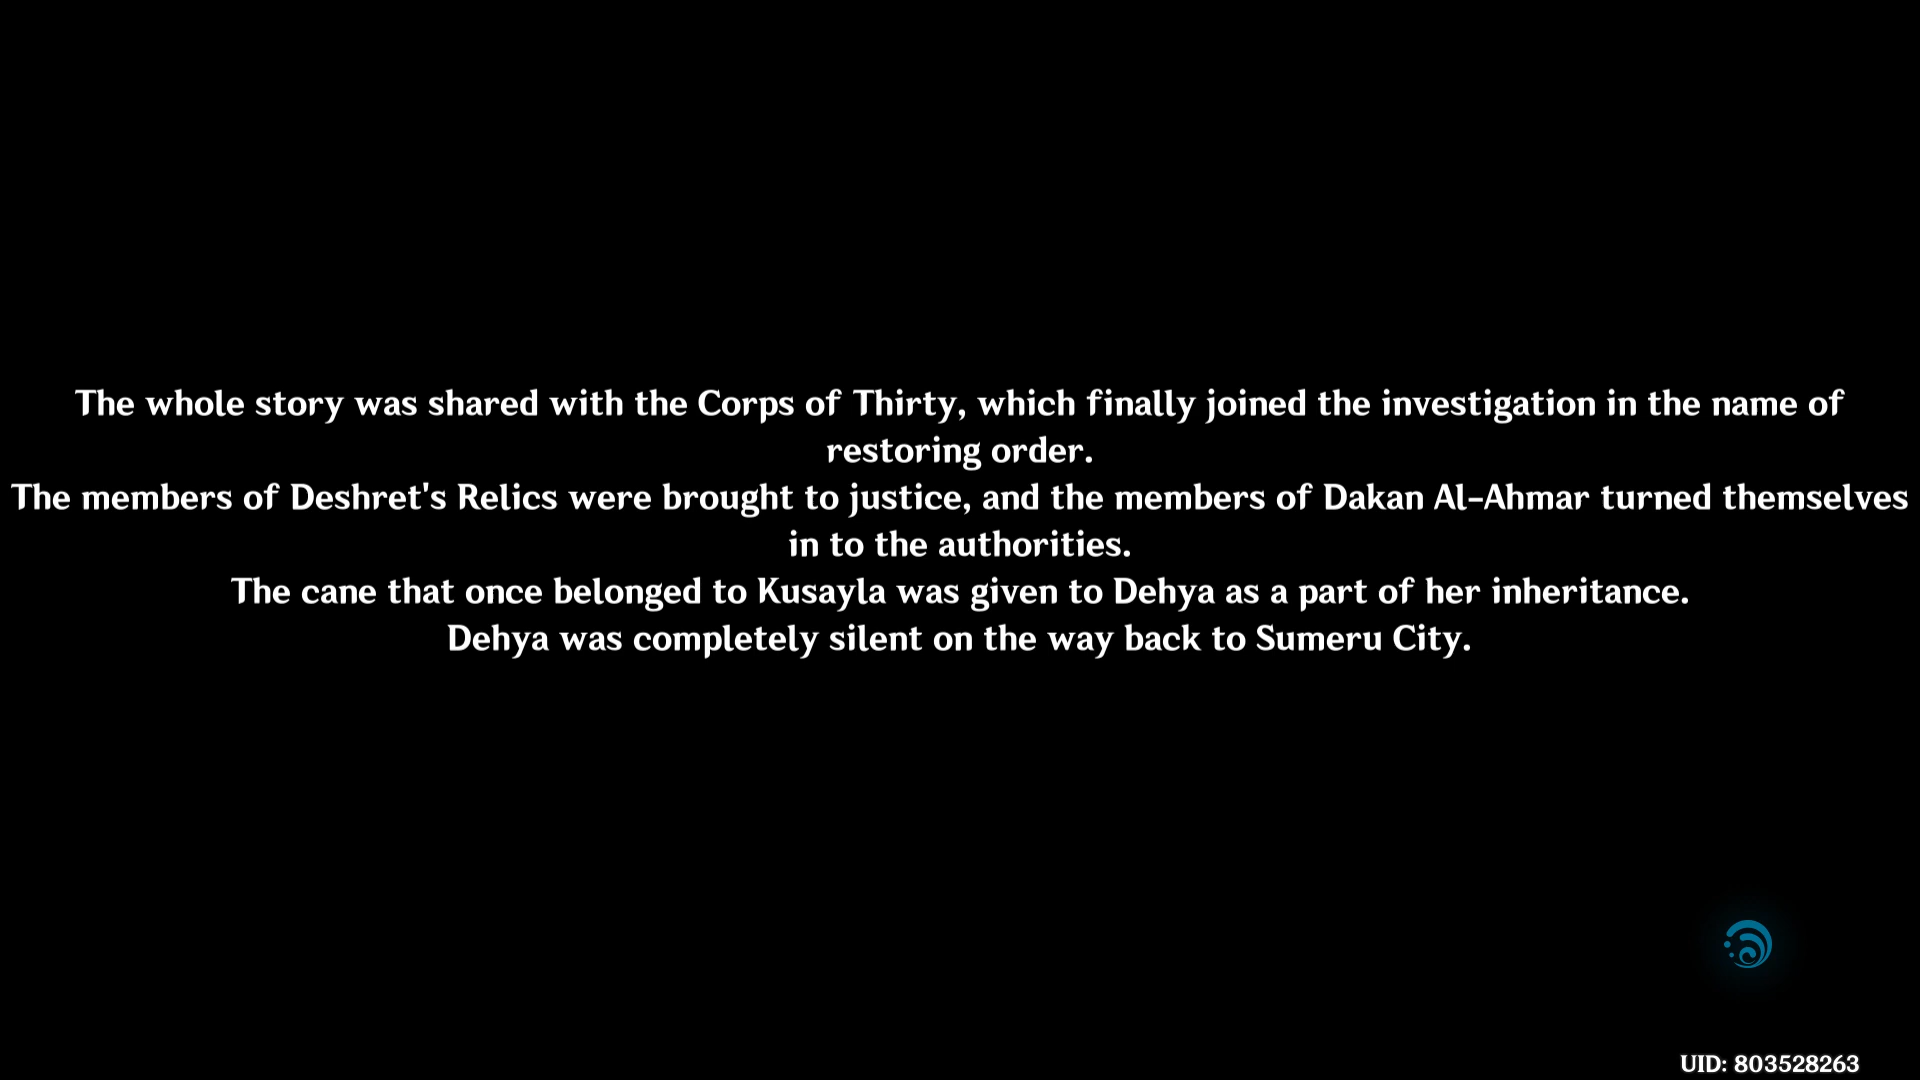 The whole story was shared with the Corps of Thirty, which finally joined the investigation in the name of
restoring order.
The members of Deshret's Relics were brought to justice, and the members of Dakan Al-Ahmar turned themselves
in to the authorities.
The cane that once belonged to Kusayla was given to Dehya as a part of her inheritance.
Dehya was completely silent on the way back to Sumeru City.
UID: 803528263